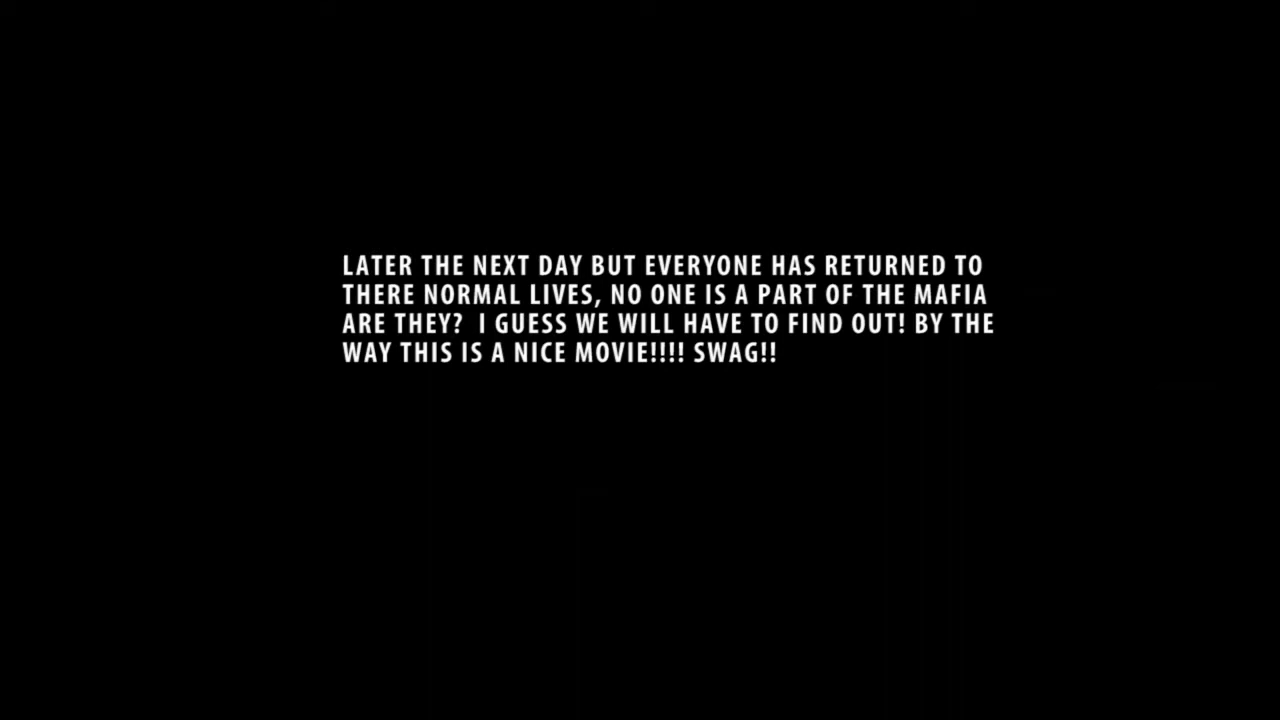 LATER THE NEXT DAY BUT EVERYONE HAS RETURNED TO
THERE NORMAL LIVES, NO ONE IS A PART OF THE MAFIA
ARE THEY?  I GUESS WE WILL HAVE TO FIND OUT! BY THE
WAY THIS IS A NICE MOVIE!!!! SWAG!!